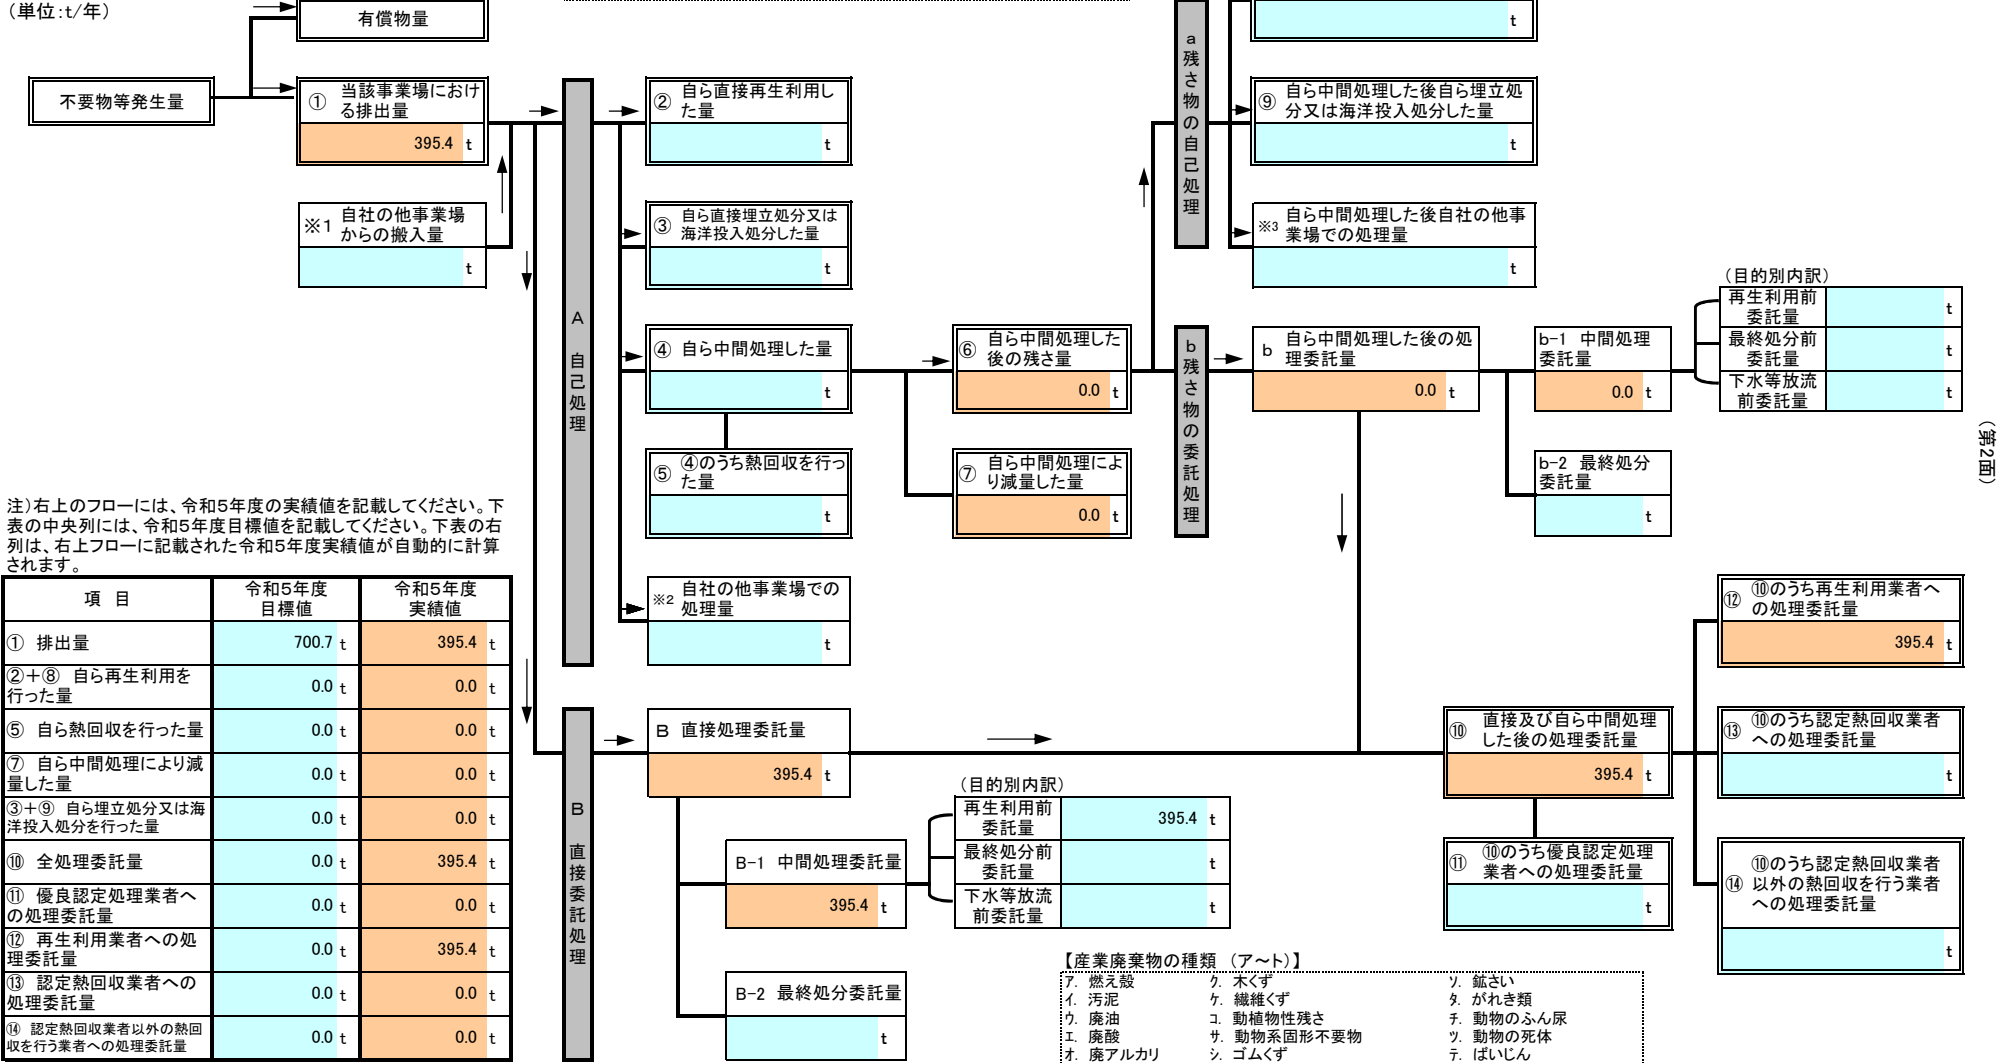 （単位：ｔ/年）
有償物量
不要物等発生量
① 当該事業場における排出量
395.4 t
※1 自社の他事業場からの搬入量
t
A 自己処理
② 自ら直接再生利用した量
t
③ 自ら直接埋立処分又は海洋投入処分した量
t
④ 自ら中間処理した量
t
⑤ ④のうち熱回収を行った量
t
※2 自社の他事業場での処理量
t
⑥ 自ら中間処理した後の残さ量
0.0 t
⑦ 自ら中間処理により減量した量
0.0 t
a 残さ物の自己処理
t
⑨ 自ら中間処理した後自ら埋立処分又は海洋投入処分した量
t
※3 自ら中間処理した後自社の他事業場での処理量
t
b 残さ物の委託処理
b 自ら中間処理した後の処理委託量
0.0 t
b-1 中間処理委託量
0.0 t
b-2 最終処分委託量
t
（目的別内訳）
再生利用前委託量 t
最終処分前委託量 t
下水等放流前委託量 t
（第2面）
注）右上のフローには、令和5年度の実績値を記載してください。下
表の中央列には、令和5年度目標値を記載してください。下表の右
列は、右上フローに記載された令和5年度実績値が自動的に計算
されます。
項 目 令和5年度目標値 令和5年度実績値
① 排出量 700.7 t 395.4 t
②＋⑧ 自ら再生利用を行った量 0.0 t 0.0 t
⑤ 自ら熱回収を行った量 0.0 t 0.0 t
⑦ 自ら中間処理により減量した量 0.0 t 0.0 t
③＋⑨ 自ら埋立処分又は海洋投入処分を行った量 0.0 t 0.0 t
⑩ 全処理委託量 0.0 t 395.4 t
⑪ 優良認定処理業者への処理委託量 0.0 t 0.0 t
⑫ 再生利用業者への処理委託量 0.0 t 395.4 t
⑬ 認定熱回収業者への処理委託量 0.0 t 0.0 t
⑭ 認定熱回収業者以外の熱回収を行う業者への処理委託量 0.0 t 0.0 t
B 直接委託処理
B 直接処理委託量
395.4 t
B-1 中間処理委託量
395.4 t
B-2 最終処分委託量
t
（目的別内訳）
再生利用前委託量 395.4 t
最終処分前委託量 t
下水等放流前委託量 t
⑩ 直接及び自ら中間処理した後の処理委託量
395.4 t
⑪ ⑩のうち優良認定処理業者への処理委託量
t
⑫ ⑩のうち再生利用業者への処理委託量
395.4 t
⑬ ⑩のうち認定熱回収業者への処理委託量
t
⑭ ⑩のうち認定熱回収業者以外の熱回収を行う業者への処理委託量
t
【産業廃棄物の種類 （ア～ト）】
ア. 燃え殻 ク. 木くず ソ. 鉱さい
イ. 汚泥 ケ. 繊維くず タ. がれき類
ウ. 廃油 コ. 動植物性残さ チ. 動物のふん尿
エ. 廃酸 サ. 動物系固形不要物 ツ. 動物の死体
オ. 廃アルカリ シ. ゴムくず テ. ばいじん